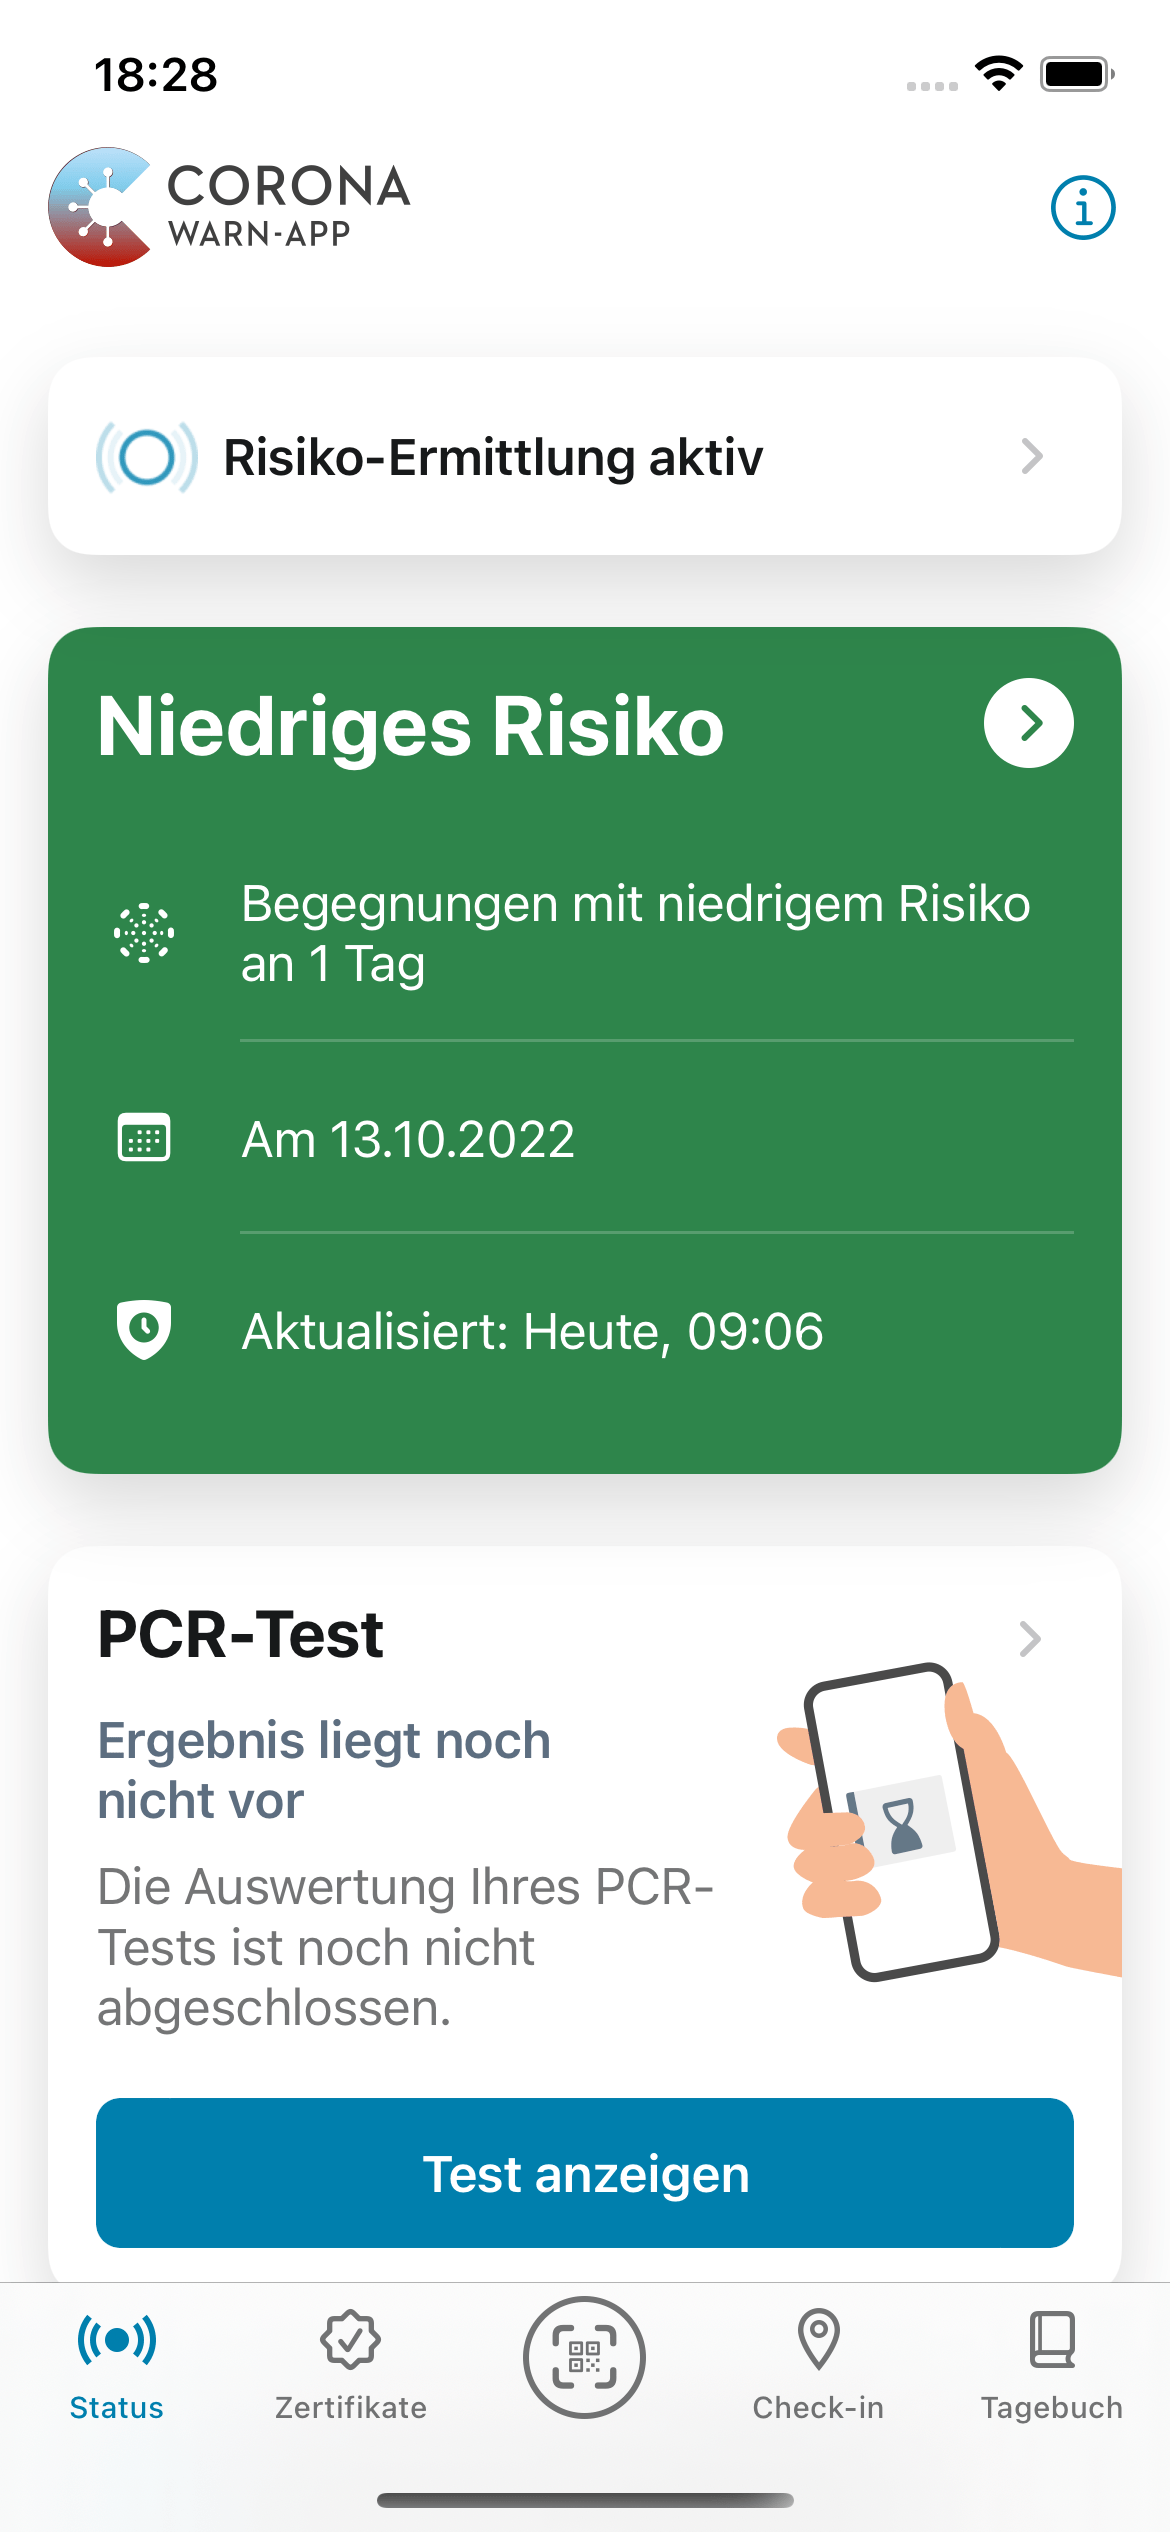 18:28
CORONA
WARN-APP
Risiko-Ermittlung aktiv
Niedriges Risiko
Begegnungen mit niedrigem Risiko
an 1 Tag
Am 13.10.2022
Aktualisiert: Heute, 09:06
PCR-Test
Ergebnis liegt noch
nicht vor
Die Auswertung Ihres PCR-
Tests ist noch nicht
abgeschlossen.
Test anzeigen
Status
Zertifikate
Check-in
Tagebuch